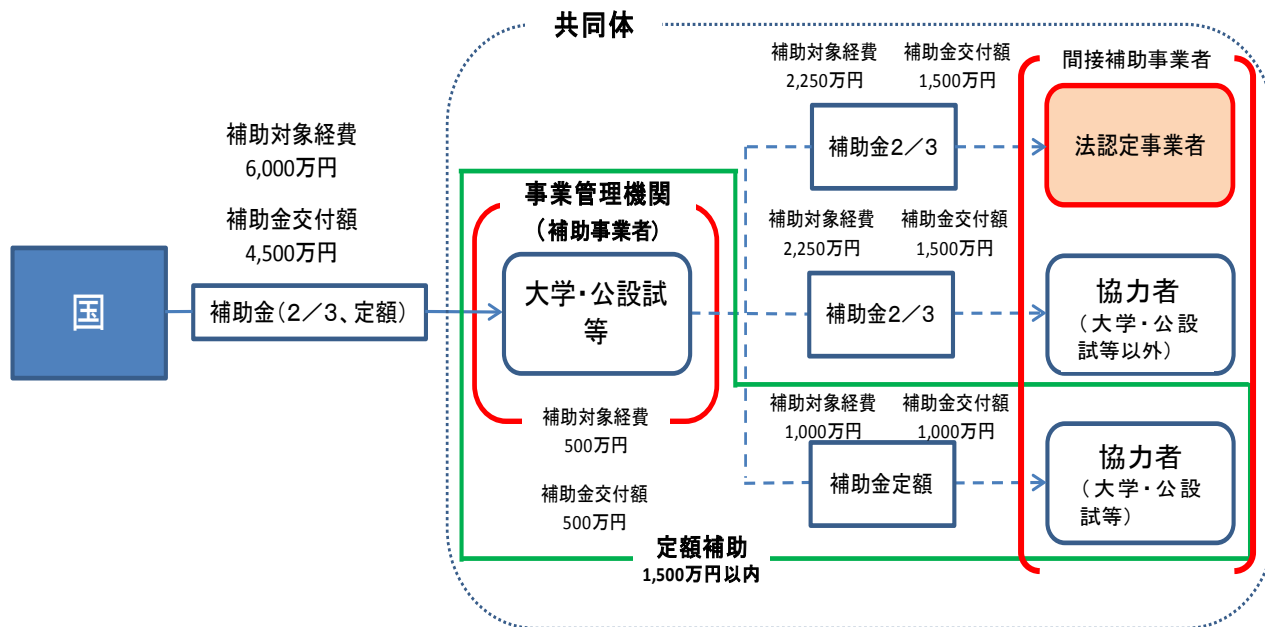 共同体
補助対象経費
6,000万円
補助金交付額
4,500万円
国
補助金(2/3、定額)
事業管理機関
(補助事業者)
大学・公設試
等
補助対象経費
500万円
補助金交付額
500万円
定額補助
1,500万円以内
補助対象経費
2,250万円
補助金交付額
1,500万円
補助金2/3
補助対象経費
2,250万円
補助金交付額
1,500万円
補助金2/3
補助対象経費
1,000万円
補助金交付額
1,000万円
補助金定額
間接補助事業者
法認定事業者
協力者
(大学・公設
試等以外)
協力者
(大学・公設
試等)